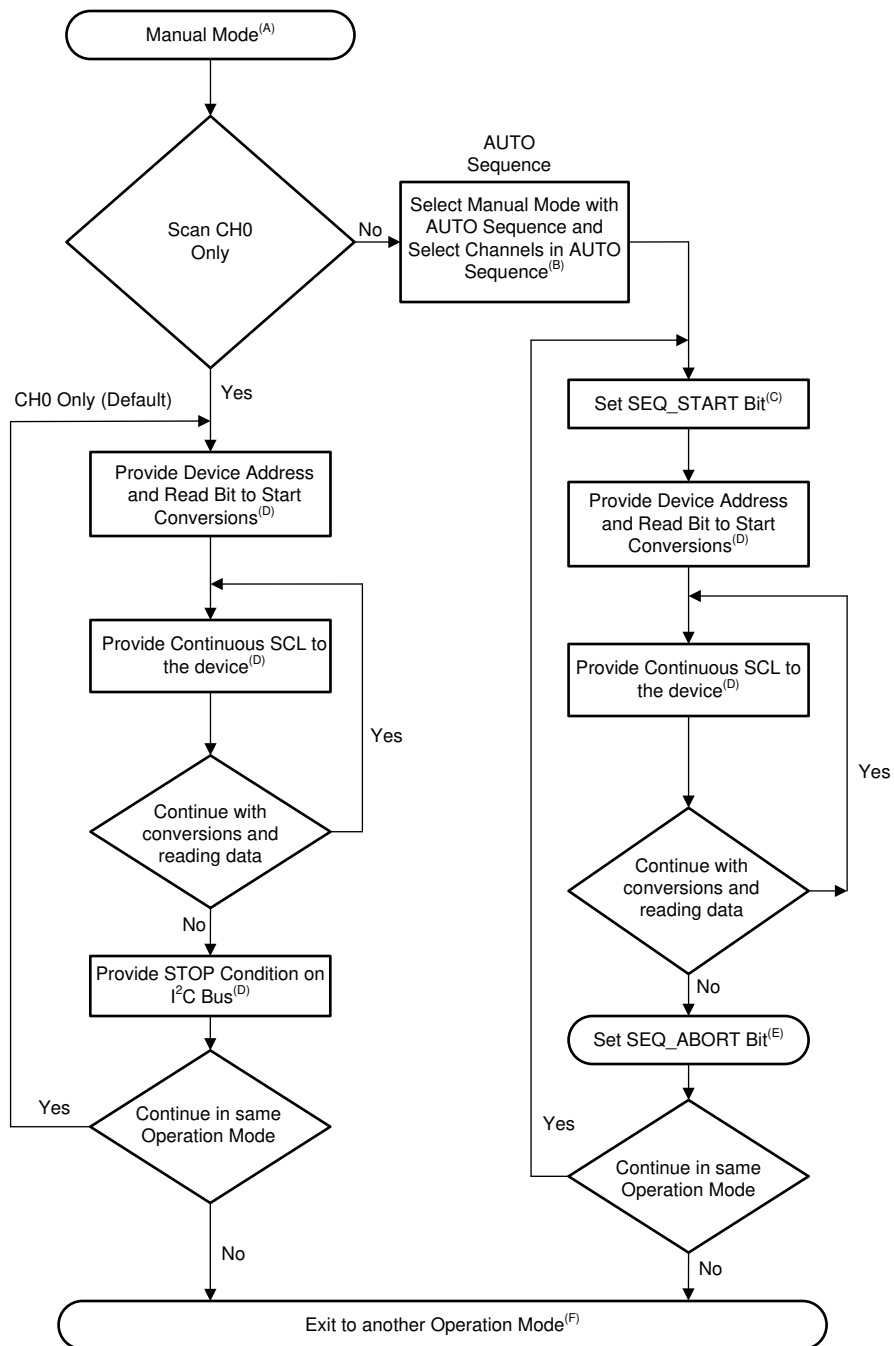 Manual Mode(A)
Scan CH0
Only
No
AUTO
Sequence
Select Manual Mode with
AUTO Sequence and
Select Channels in AUTO
Sequence(B)
Yes
CH0 Only (Default)
Provide Device Address
and Read Bit to Start
Conversions(D)
Provide Continuous SCL to
the device(D)
Yes
Continue with
conversions and
reading data
No
Provide STOP Condition on
I2C Bus(D)
Yes
Continue in same
Operation Mode
No
Set SEQ_START Bit(C)
Provide Device Address
and Read Bit to Start
Conversions(D)
Provide Continuous SCL to
the device(D)
Yes
Continue with
conversions and
reading data
No
Set SEQ_ABORT Bit(E)
Yes
Continue in same
Operation Mode
No
Exit to another Operation Mode(F)